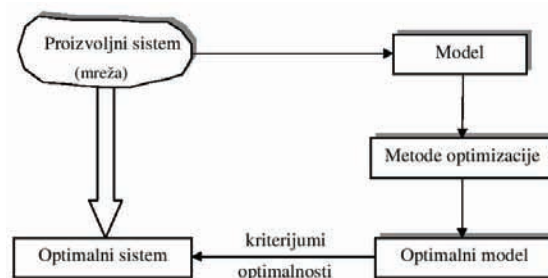 Proizvoljni sistem
(mreža)
Model
Metode optimizacije
kriterijumi
optimalnosti
Optimalni sistem
Optimalni model